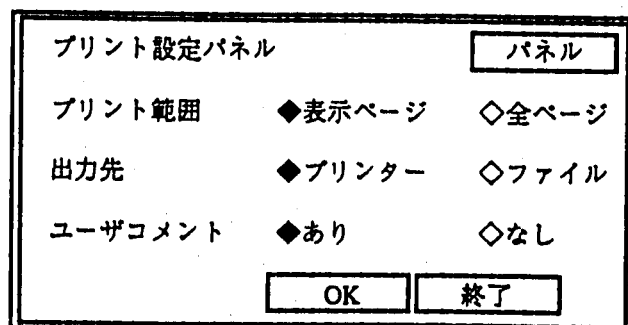 プリント設定パネル パネル
プリント範囲 ◆表示ページ ◇全ページ
出力先 ◆プリンター ◇ファイル
ユーザコメント ◆あり ◇なし
OK 終了